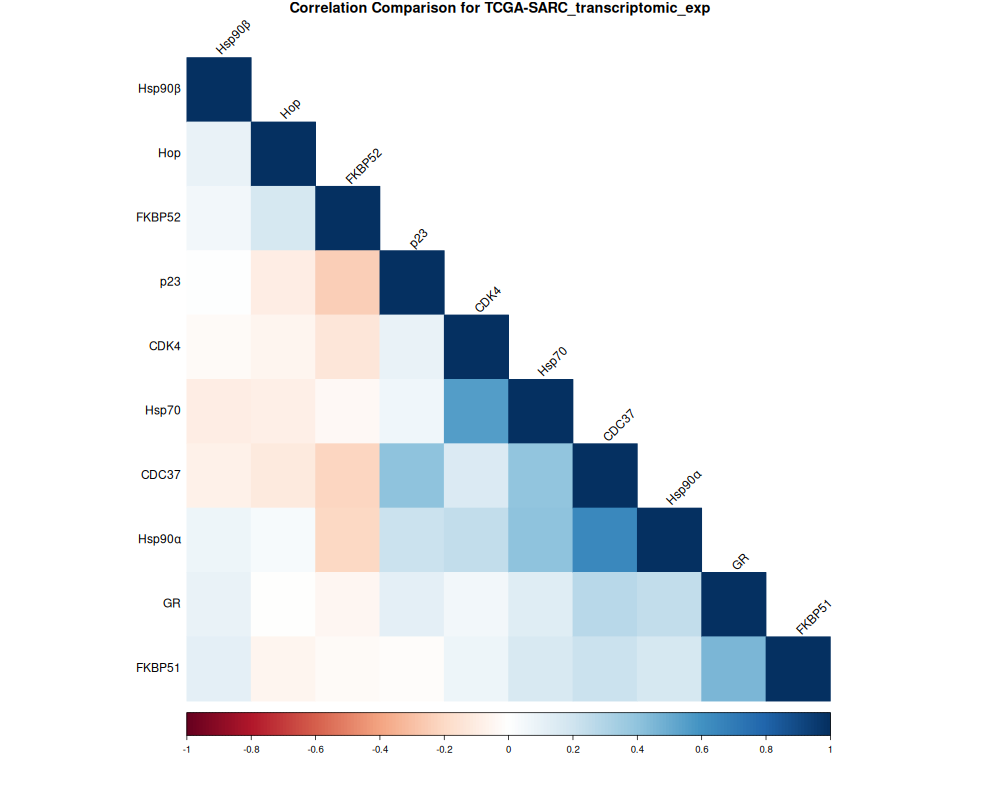 Correlation Comparison for TCGA-SARC_transcriptomic_exp
Hsp90β
Hsp90β
Hop
Hop
FKBP52
FKBP52
p23
p23
CDK4
CDK4
Hsp70
Hsp70
CDC37
CDC37
Hsp90α
Hsp90α
GR
GR
FKBP51
FKBP51
-1 -0.8 -0.6 -0.4 -0.2 0 0.2 0.4 0.6 0.8 1